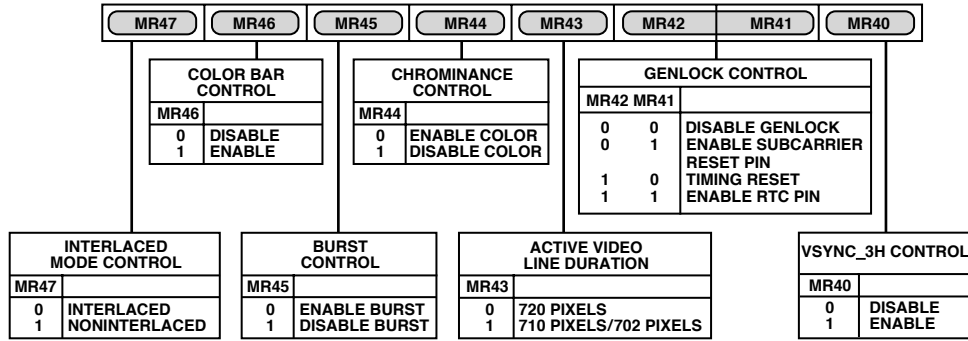 MR47 MR46 MR45 MR44 MR43 MR42 MR41 MR40
COLOR BAR
CONTROL
MR46
0 DISABLE
1 ENABLE
CHROMINANCE
CONTROL
MR44
0 ENABLE COLOR
1 DISABLE COLOR
GENLOCK CONTROL
MR42 MR41
0 0 DISABLE GENLOCK
0 1 ENABLE SUBCARRIER
RESET PIN
1 0 TIMING RESET
1 1 ENABLE RTC PIN
INTERLACED
MODE CONTROL
MR47
0 INTERLACED
1 NONINTERLACED
BURST
CONTROL
MR45
0 ENABLE BURST
1 DISABLE BURST
ACTIVE VIDEO
LINE DURATION
MR43
0 720 PIXELS
1 710 PIXELS/702 PIXELS
VSYNC_3H CONTROL
MR40
0 DISABLE
1 ENABLE